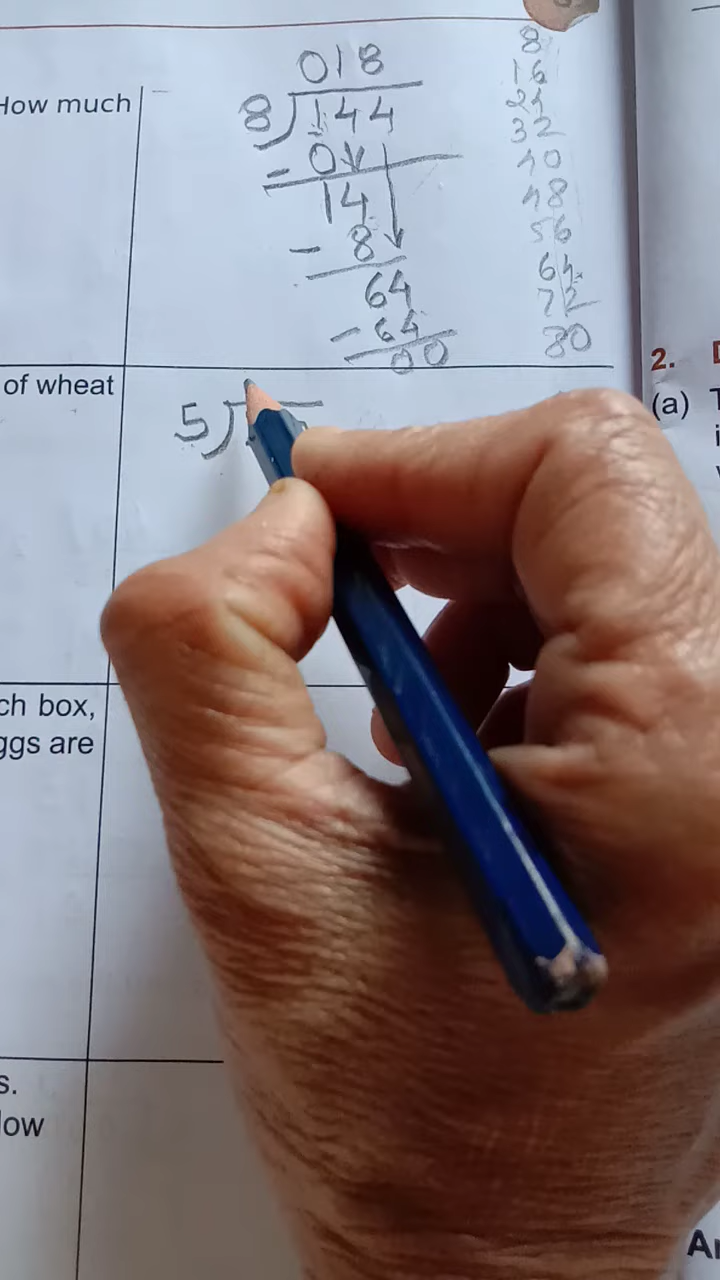 How much
018
8)144
- 0
14
- 8
64
- 64
00
8
16
24
32
40
48
56
64
72
80
of wheat
5)
ch box,
ggs are
s.
low
2.
(a)